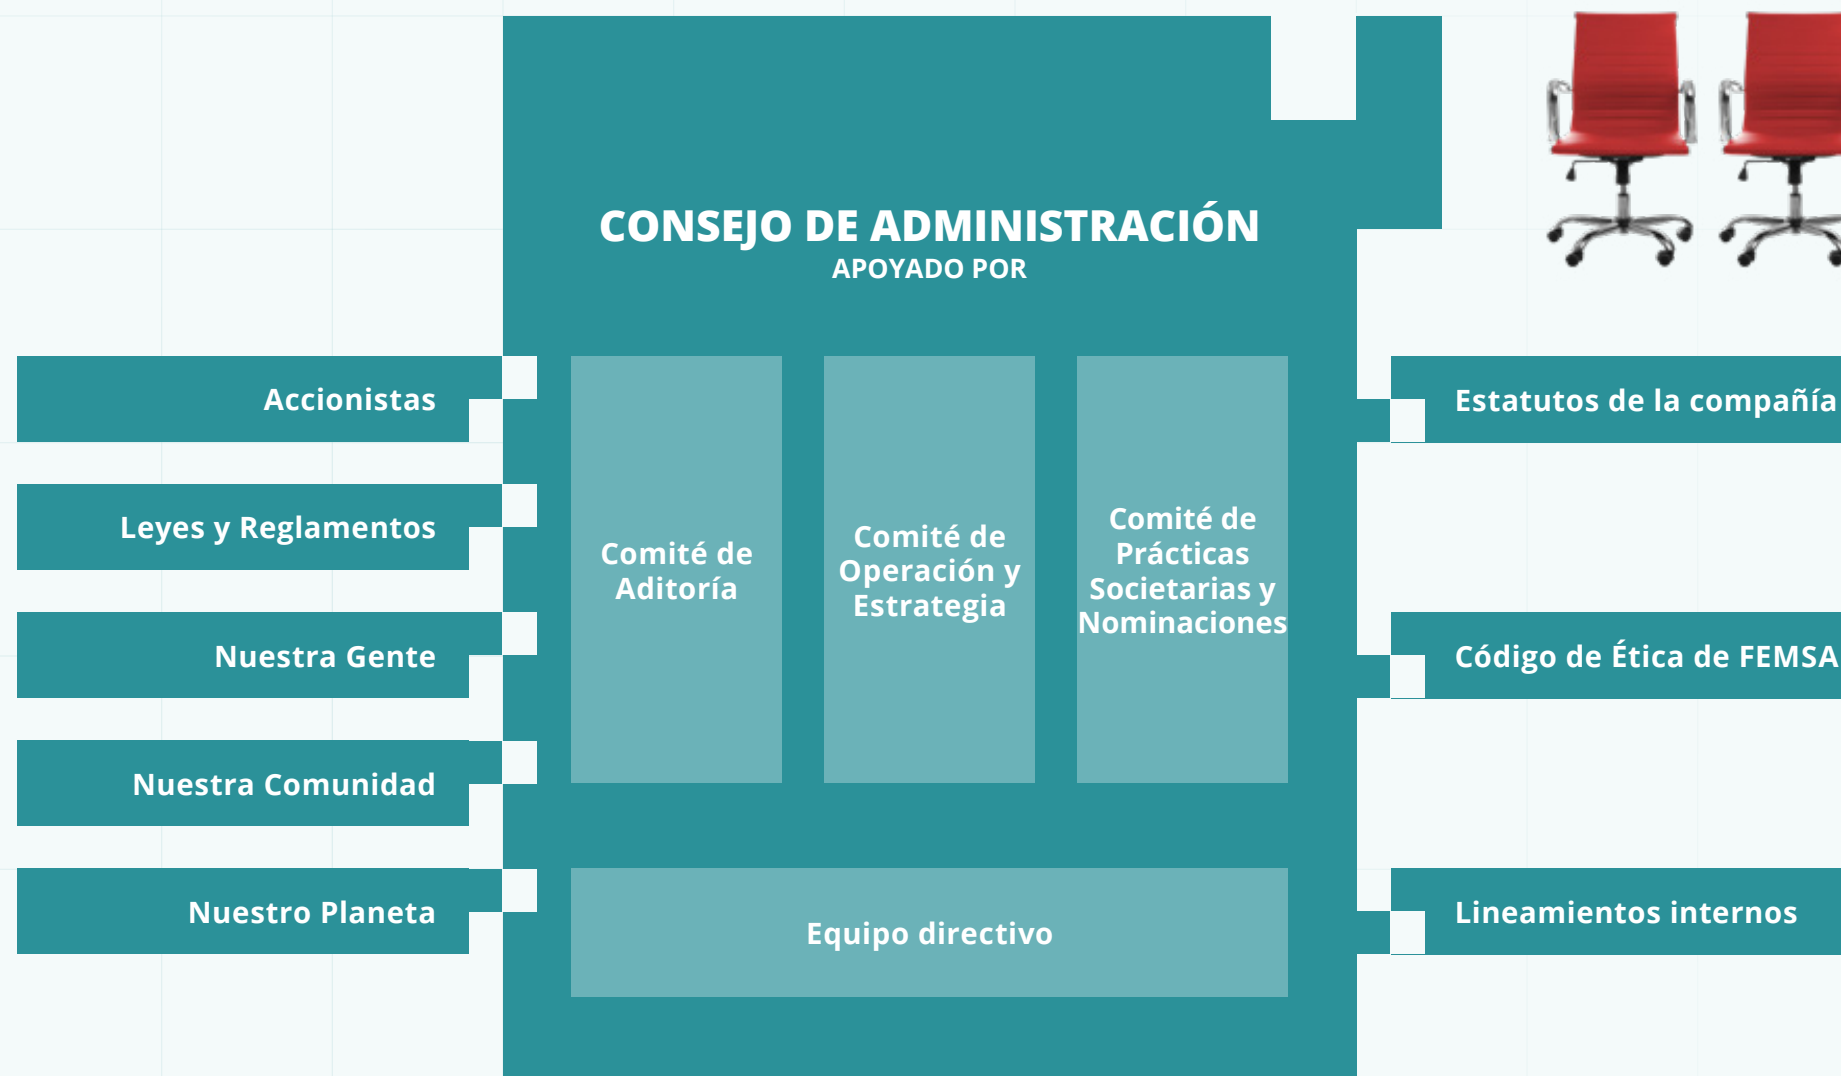 CONSEJO DE ADMINISTRACIÓN
APOYADO POR
Accionistas
Leyes y Reglamentos
Nuestra Gente
Nuestra Comunidad
Nuestro Planeta
Comité de
Aditoría
Comité de
Operación y
Estrategia
Comité de
Prácticas
Societarias y
Nominaciones
Equipo directivo
Estatutos de la compañía
Código de Ética de FEMSA
Lineamientos internos